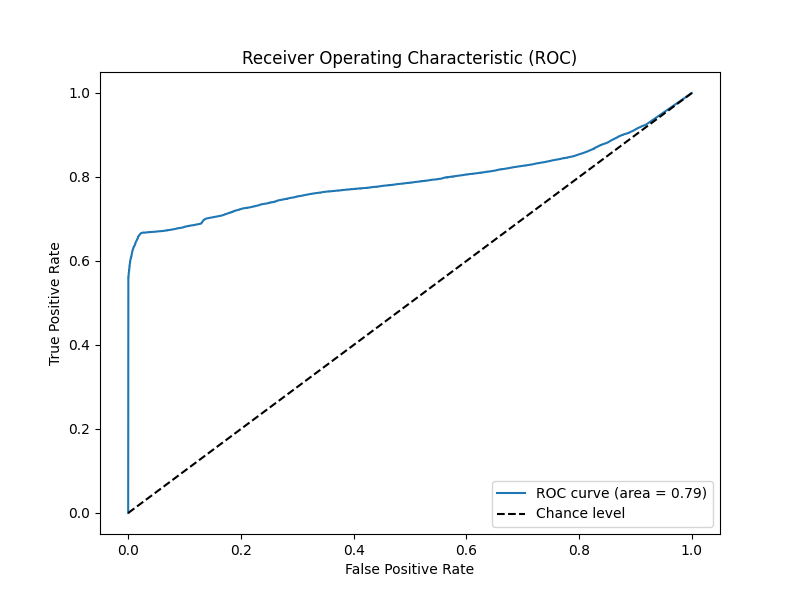 Receiver Operating Characteristic (ROC)
1.0
0.8
0.6
0.4
0.2
0.0
True Positive Rate
ROC curve (area = 0.79)
Chance level
0.0 0.2 0.4 0.6 0.8 1.0
False Positive Rate